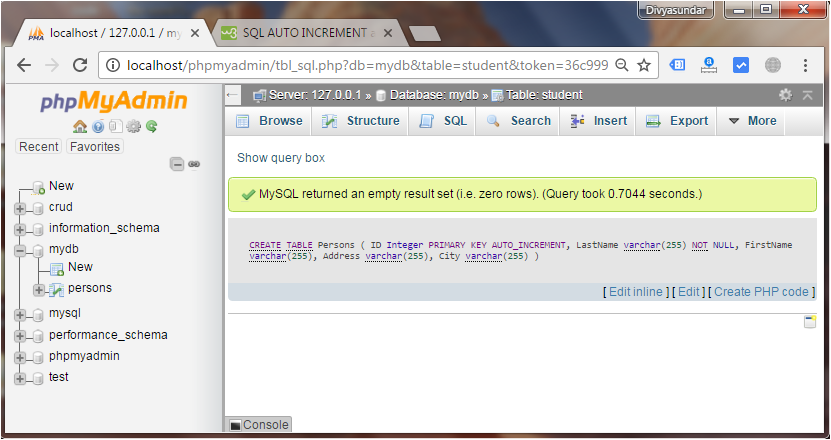 Divyasundar
localhost / 127.0.0.1 / my
SQL AUTO INCREMENT a
localhost/phpmyadmin/tbl_sql.php?db=mydb&table=student&token=36c999
phpMyAdmin
Recent Favorites
New
crud
information_schema
mydb
New
persons
mysql
performance_schema
phpmyadmin
test
Server: 127.0.0.1 » Database: mydb » Table: student
Browse Structure SQL Search Insert Export More
Show query box
MySQL returned an empty result set (i.e. zero rows). (Query took 0.7044 seconds.)
CREATE TABLE Persons ( ID Integer PRIMARY KEY AUTO_INCREMENT, LastName varchar(255) NOT NULL, FirstName
varchar(255), Address varchar(255), City varchar(255) )
[ Edit inline ] [ Edit ] [ Create PHP code ]
Console